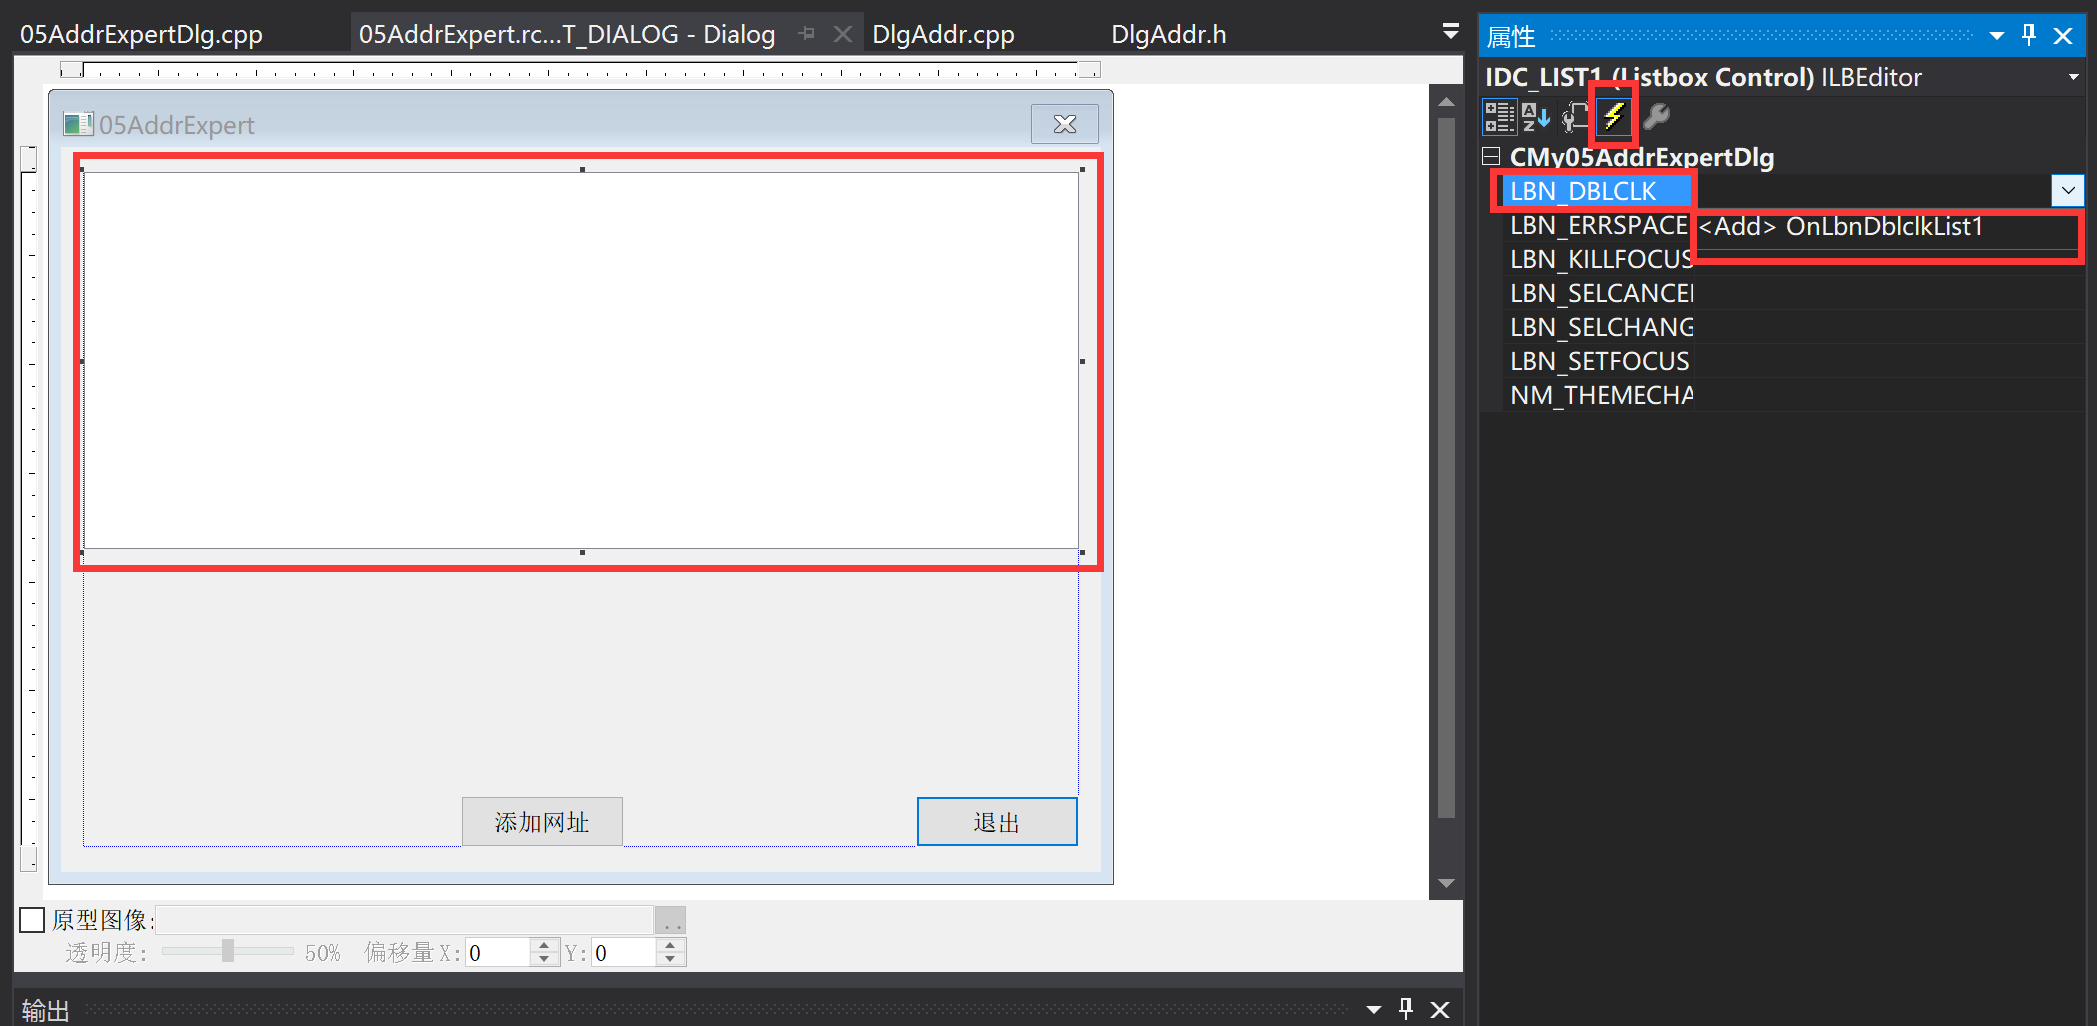 05AddrExpertDlg.cpp
05AddrExpert.rc...T_DIALOG - Dialog
DlgAddr.cpp
DlgAddr.h
05AddrExpert
添加网址
退出
原型图像:
..
透明度: 50% 偏移量 X: 0 Y: 0
输出
属性
IDC_LIST1 (Listbox Control) ILBEditor
CMy05AddrExpertDlg
LBN_DBLCLK
LBN_ERRSPACE <Add> OnLbnDblclkList1
LBN_KILLFOCUS
LBN_SELCANCEL
LBN_SELCHANG
LBN_SETFOCUS
NM_THEMECHA